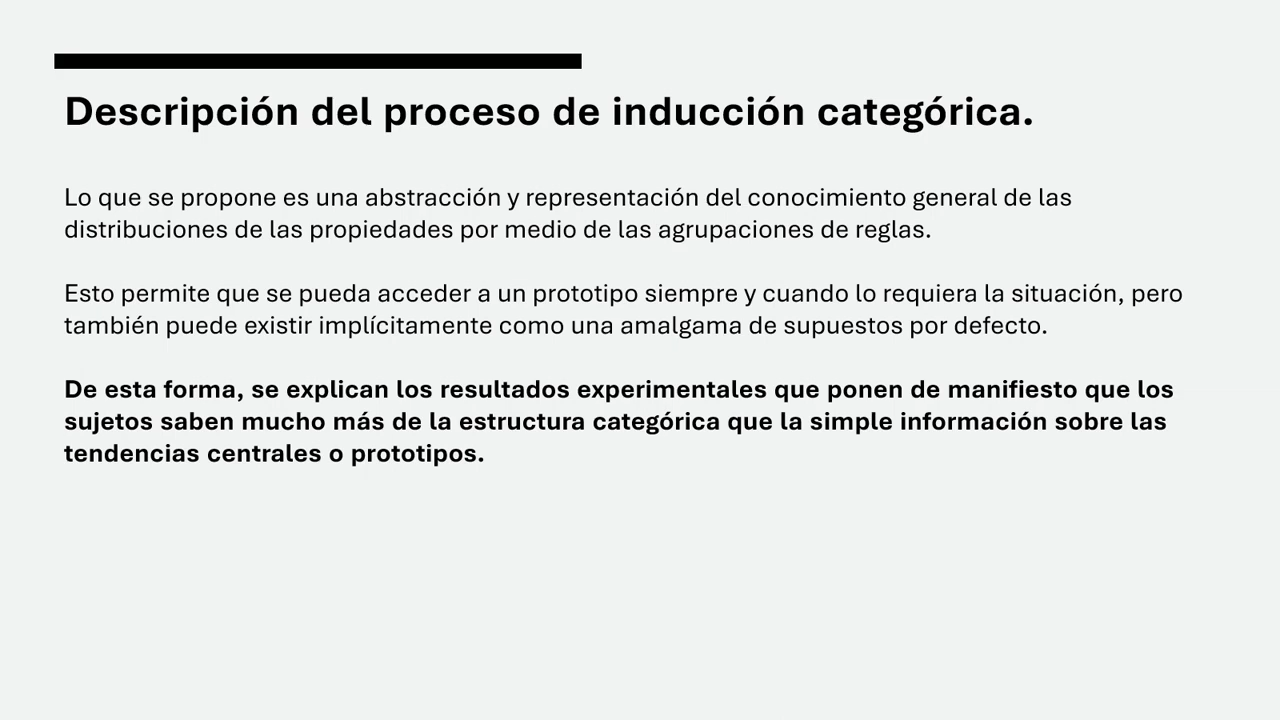 Descripción del proceso de inducción categórica.
Lo que se propone es una abstracción y representación del conocimiento general de las
distribuciones de las propiedades por medio de las agrupaciones de reglas.
Esto permite que se pueda acceder a un prototipo siempre y cuando lo requiera la situación, pero
también puede existir implícitamente como una amalgama de supuestos por defecto.
De esta forma, se explican los resultados experimentales que ponen de manifiesto que los
sujetos saben mucho más de la estructura categórica que la simple información sobre las
tendencias centrales o prototipos.